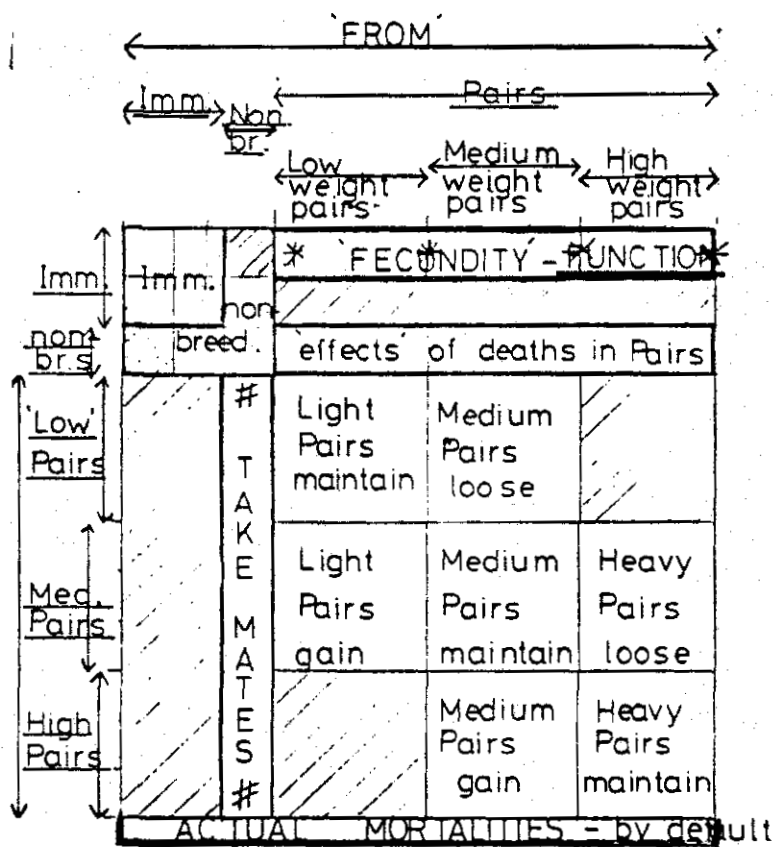 'FROM'
Imm.
Non.
br.
Pairs
Low
weight
pairs
Medium
weight
pairs
High
weight
pairs
Imm.
Imm.
* 'FECUNDITY' - FUNCTION
non
nom
br.s
breed.
'effects' of deaths in Pairs
'Low'
Pairs
# TAKE MATES #
Light
Pairs
maintain
Medium
Pairs
loose
Med.
Pairs
Light
Pairs
gain
Medium
Pairs
maintain
Heavy
Pairs
loose
High
Pairs
Medium
Pairs
gain
Heavy
Pairs
maintain
ACTUAL MORTALITIES - by default